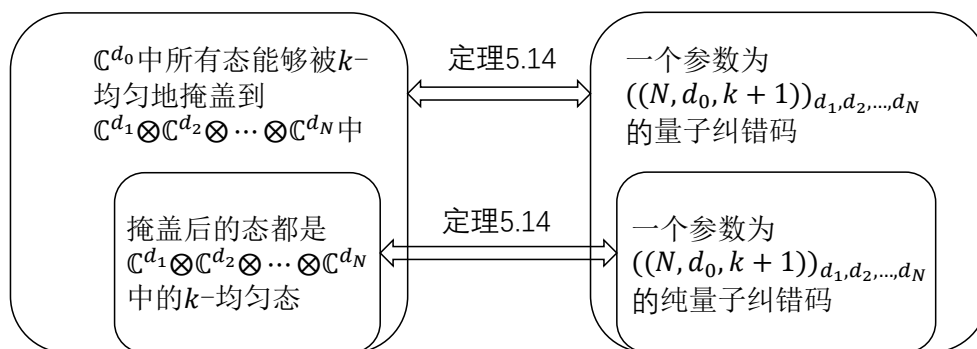 ℂ^{d_0}中所有态能够被k-
均匀地掩盖到
ℂ^{d_1}⊗ℂ^{d_2}⊗⋯⊗ℂ^{d_N}中
定理5.14
一个参数为
((N, d_0, k + 1))_{d_1,d_2,…,d_N}
的量子纠错码
掩盖后的态都是
ℂ^{d_1}⊗ℂ^{d_2}⊗⋯⊗ℂ^{d_N}
中的k-均匀态
定理5.14
一个参数为
((N, d_0, k + 1))_{d_1,d_2,…,d_N}
的纯量子纠错码